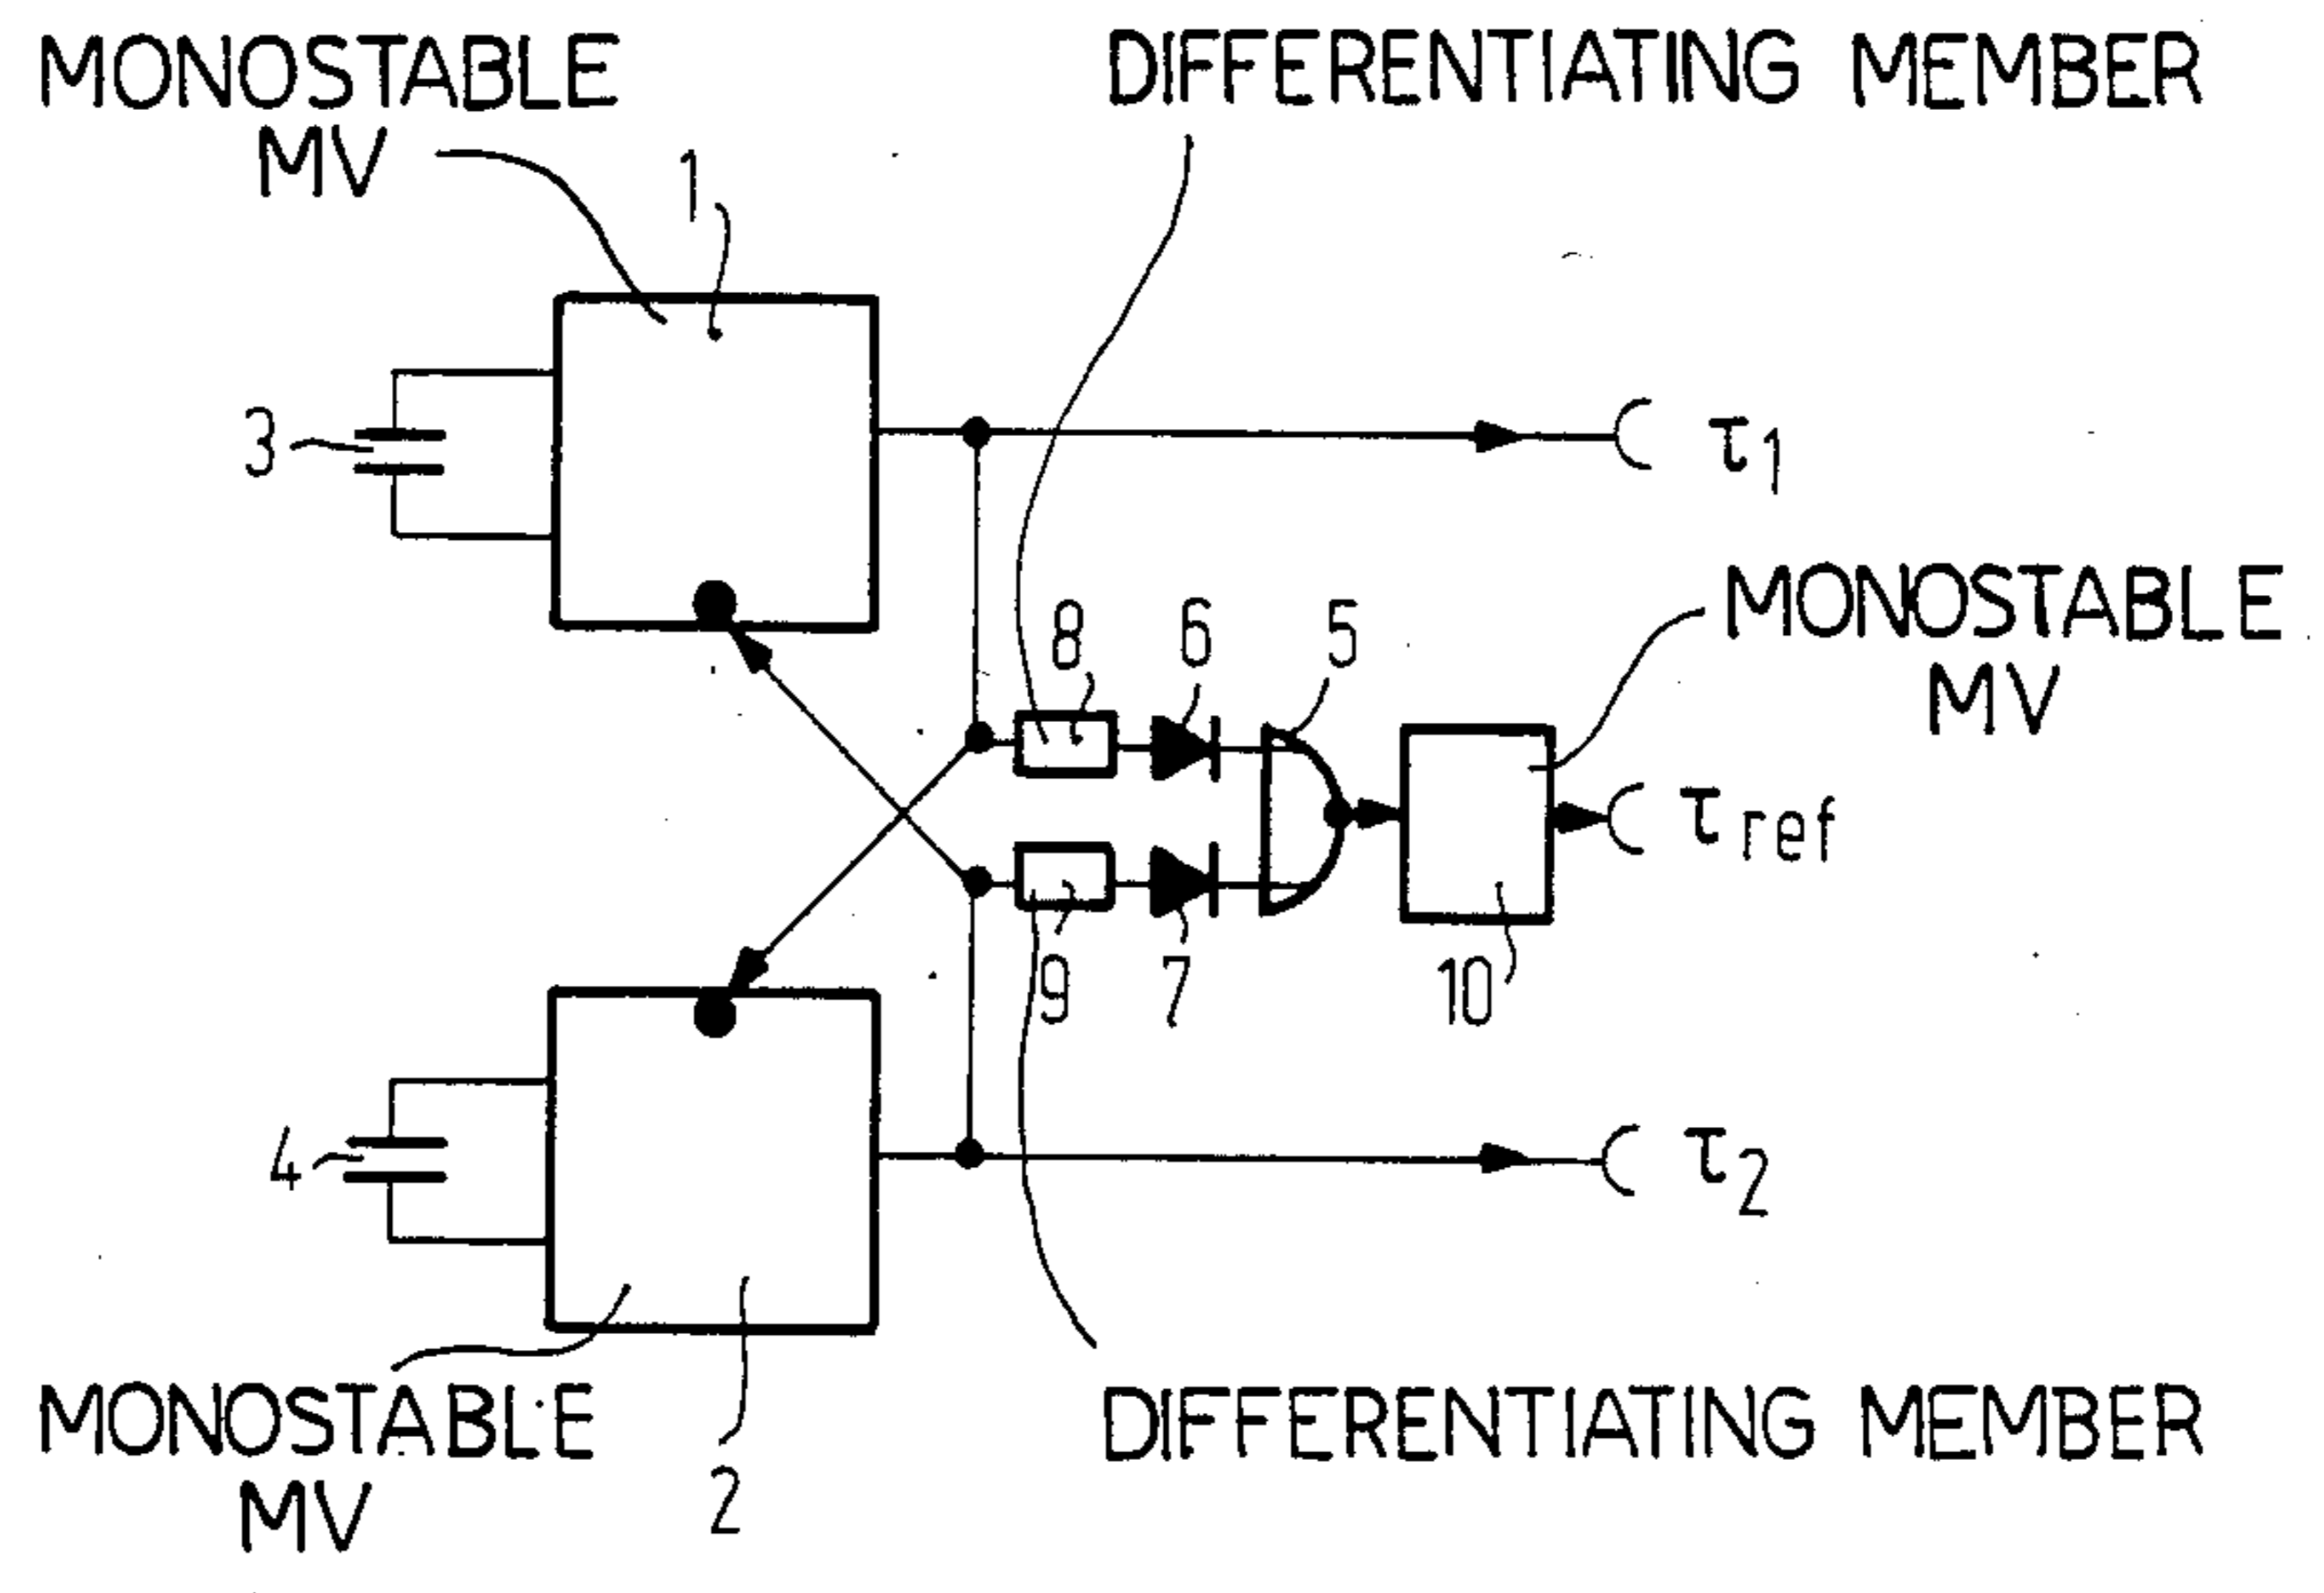 MONOSTABLE
MV
DIFFERENTIATING MEMBER
1
3
τ1
MONOSTABLE
MV
8 6 5
τref
9 7 10
4
τ2
MONOSTABLE
MV
2
DIFFERENTIATING MEMBER